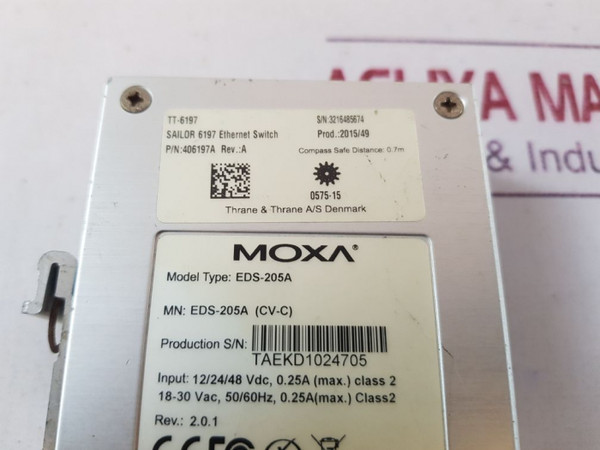 TT-6197
S/N:3216485674
SAILOR 6197 Ethernet Switch
Prod.:2015/49
P/N:406197A Rev.:A
Compass Safe Distance: 0.7m
0575-15
Thrane & Thrane A/S Denmark
MOXA®
Model Type: EDS-205A
MN: EDS-205A (CV-C)
Production S/N:
TAEKD1024705
Input: 12/24/48 Vdc, 0.25A (max.) class 2
18-30 Vac, 50/60Hz, 0.25A(max.) Class2
Rev.: 2.0.1
& Indu